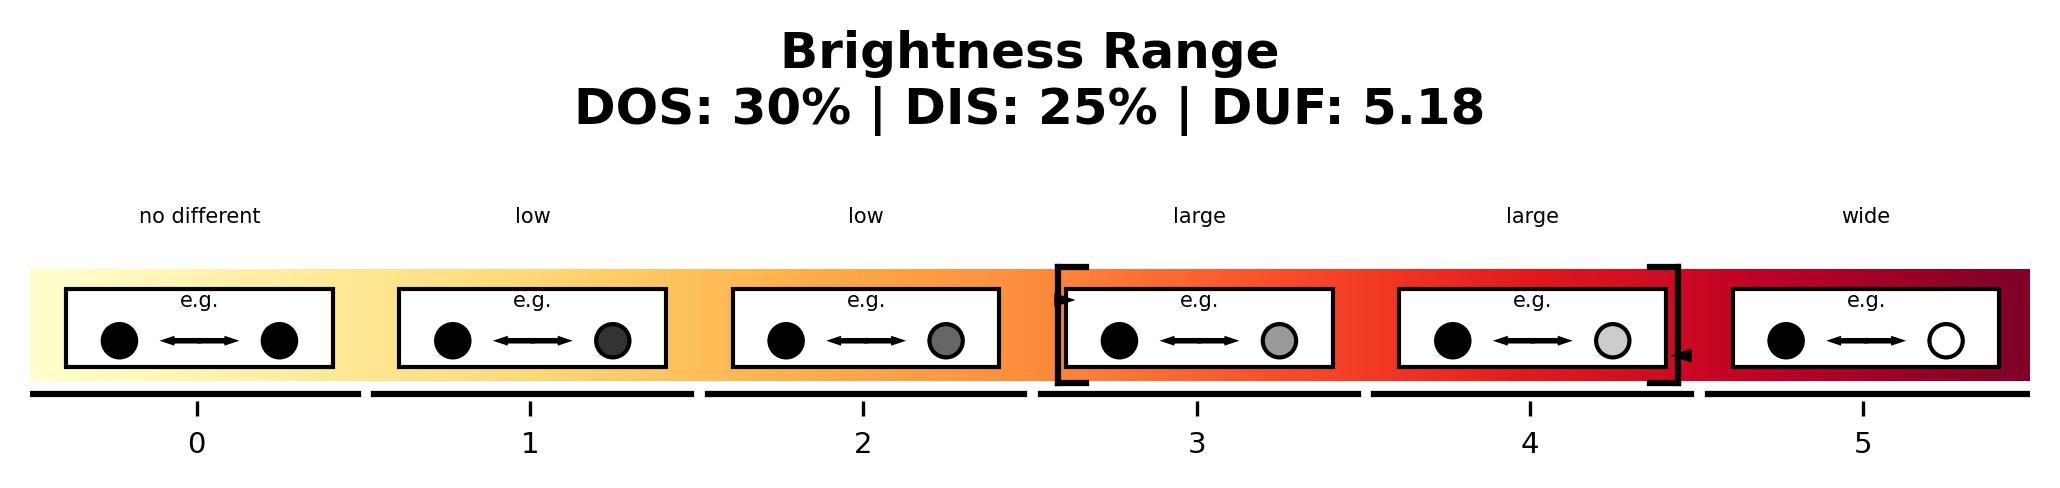 Brightness Range
DOS: 30% | DIS: 25% | DUF: 5.18
no different low low large large wide
e.g. e.g. e.g. e.g. e.g. e.g.
0 1 2 3 4 5